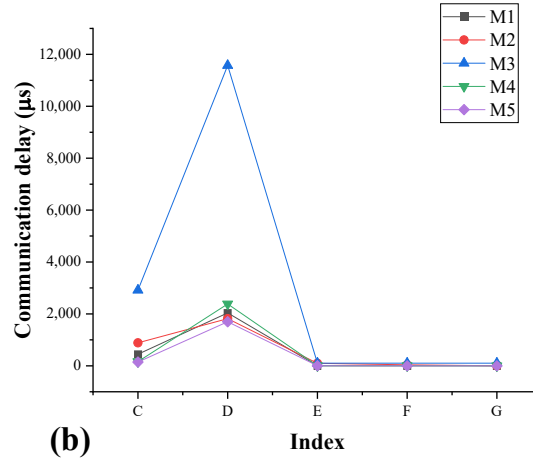 M1
M2
M3
M4
M5
Communication delay (μs)
12,000
10,000
8,000
6,000
4,000
2,000
0
C D E F G
Index
(b)